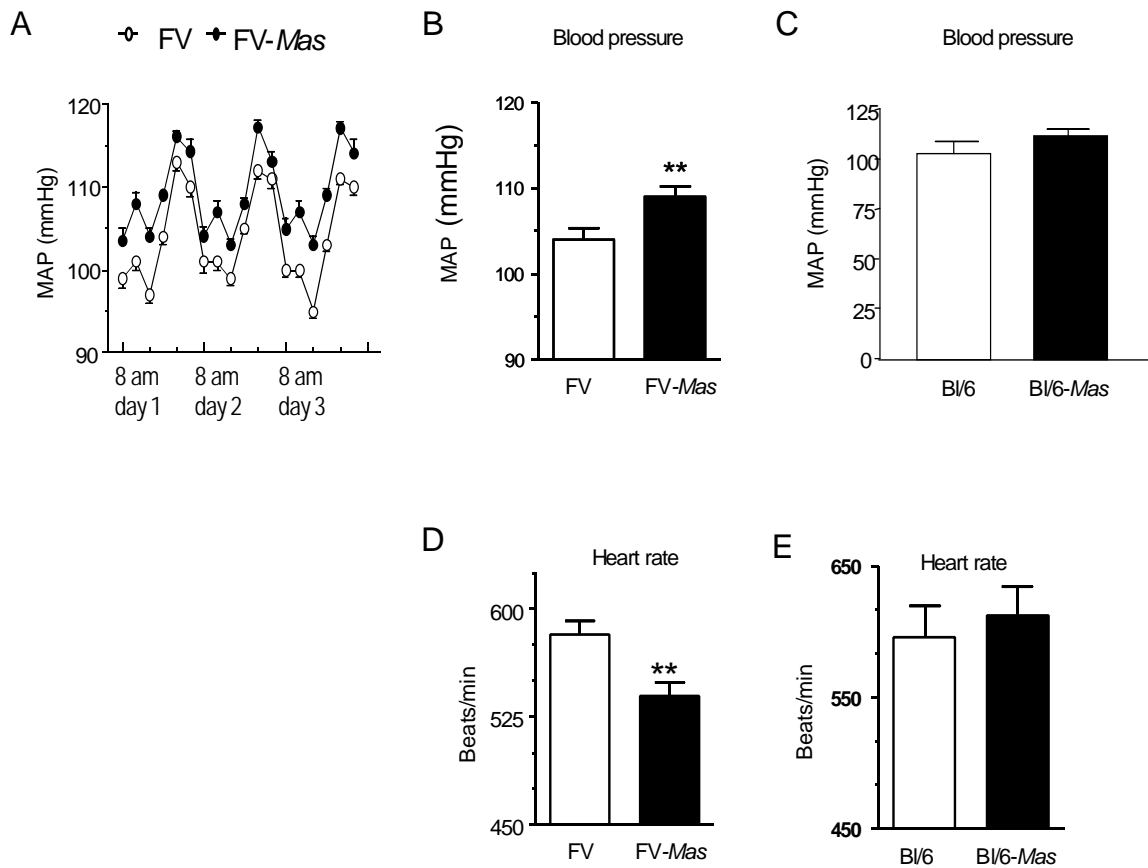 A
FV FV-Mas
MAP (mmHg)
120
110
100
90
8 am 8 am 8 am
day 1 day 2 day 3
B
Blood pressure
MAP (mmHg)
120
110
100
90
**
FV FV-Mas
C
Blood pressure
MAP (mmHg)
125
100
75
50
25
0
Bl/6 Bl/6-Mas
D
Heart rate
Beats/min
600
525
450
**
FV FV-Mas
E
Heart rate
Beats/min
650
550
450
Bl/6 Bl/6-Mas